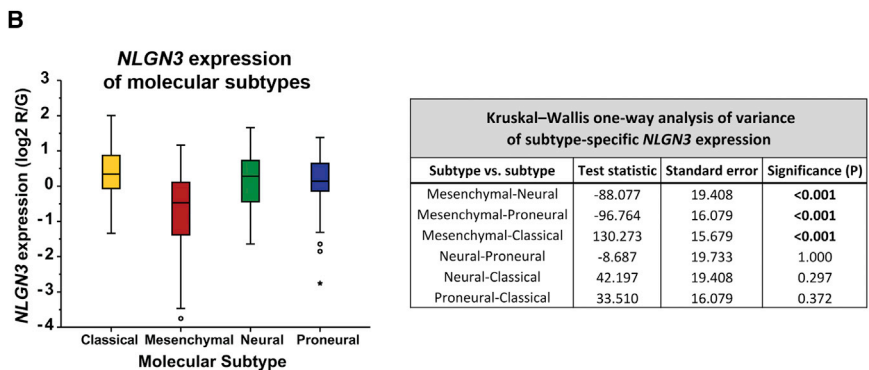 B
NLGN3 expression
of molecular subtypes
NLGN3 expression (log2 R/G)
3
2
1
0
-1
-2
-3
-4
Classical Mesenchymal Neural Proneural
Molecular Subtype
Kruskal–Wallis one-way analysis of variance
of subtype-specific NLGN3 expression
Subtype vs. subtype Test statistic Standard error Significance (P)
Mesenchymal-Neural -88.077 19.408 <0.001
Mesenchymal-Proneural -96.764 16.079 <0.001
Mesenchymal-Classical 130.273 15.679 <0.001
Neural-Proneural -8.687 19.733 1.000
Neural-Classical 42.197 19.408 0.297
Proneural-Classical 33.510 16.079 0.372